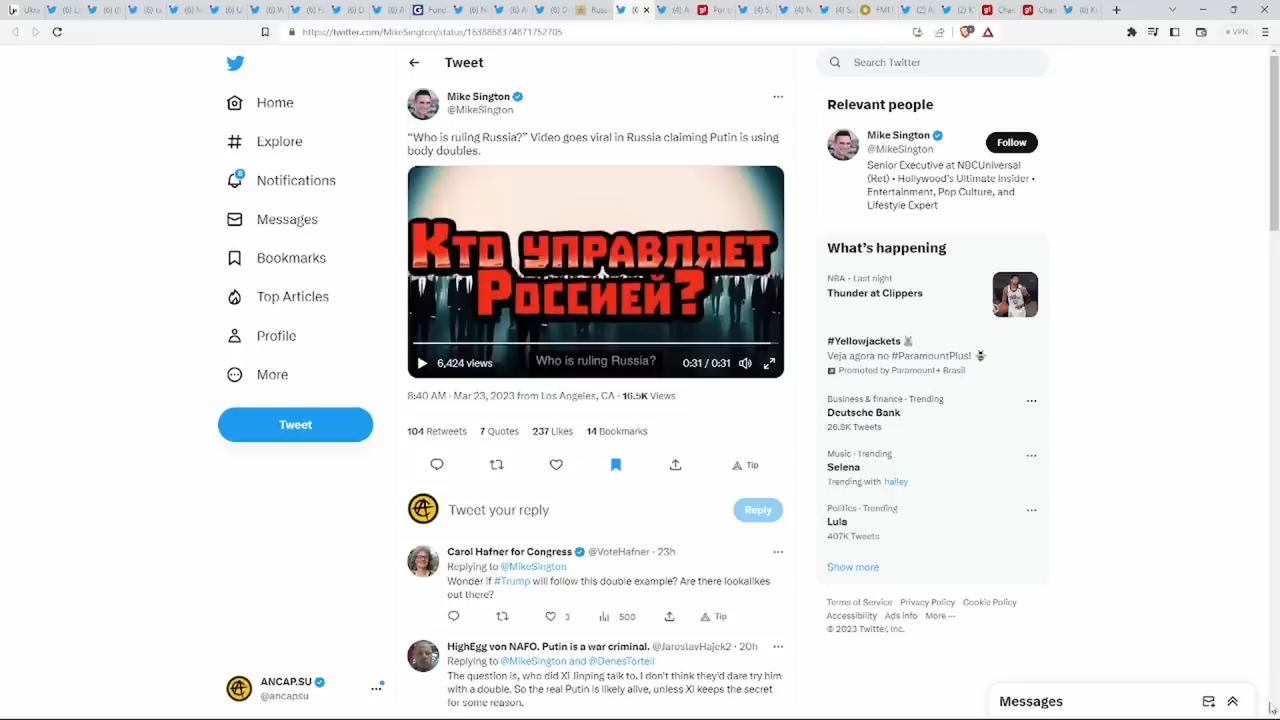 https://twitter.com/MikeSington/status/1638868374871752705
VPN
Home
Explore
6
Notifications
Messages
Bookmarks
Top Articles
Profile
More
Tweet
ANCAP.SU
@ancapsu
Tweet
Mike Sington
@MikeSington
“Who is ruling Russia?” Video goes viral in Russia claiming Putin is using
body doubles.
Кто управляет
Россией?
6,424 views
Who is ruling Russia?
0:31 / 0:31
8:40 AM · Mar 23, 2023 from Los Angeles, CA · 16.5K Views
104 Retweets 7 Quotes 237 Likes 14 Bookmarks
Tip
Tweet your reply
Reply
Carol Hafner for Congress @VoteHafner · 23h
Replying to @MikeSington
Wonder if #Trump will follow this double example? Are there lookalikes
out there?
3
500
Tip
HighEgg von NAFO. Putin is a war criminal. @JaroslavHajek2 · 20h
Replying to @MikeSington and @DenesTorteli
The question is, who did Xi Jinping talk to. I don't think they'd dare try him
with a double. So the real Putin is likely alive, unless Xi keeps the secret
for some reason.
Search Twitter
Relevant people
Mike Sington
@MikeSington
Follow
Senior Executive at NBCUniversal
(Ret) • Hollywood's Ultimate Insider •
Entertainment, Pop Culture, and
Lifestyle Expert
What's happening
NBA · Last night
Thunder at Clippers
#Yellowjackets
Veja agora no #ParamountPlus!
Promoted by Paramount+ Brasil
Business & finance · Trending
Deutsche Bank
26.8K Tweets
Music · Trending
Selena
Trending with hailey
Politics · Trending
Lula
407K Tweets
Show more
Terms of Service Privacy Policy Cookie Policy
Accessibility Ads info More ···
© 2023 Twitter, Inc.
Messages